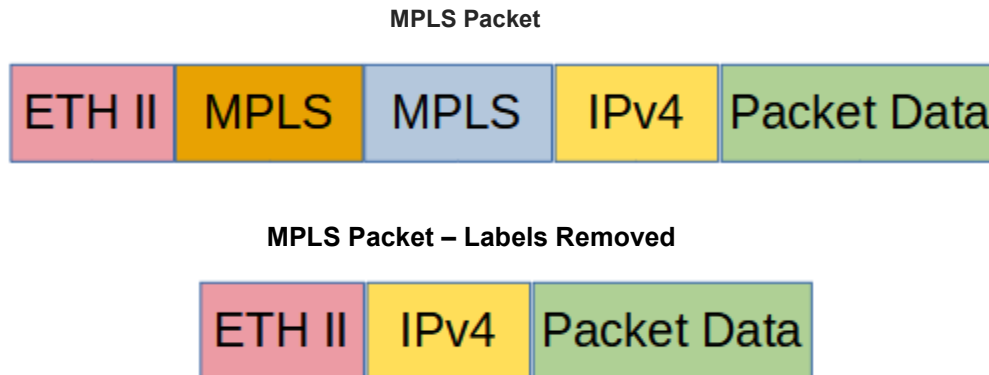 MPLS Packet
ETH II MPLS MPLS IPv4 Packet Data
MPLS Packet – Labels Removed
ETH II IPv4 Packet Data